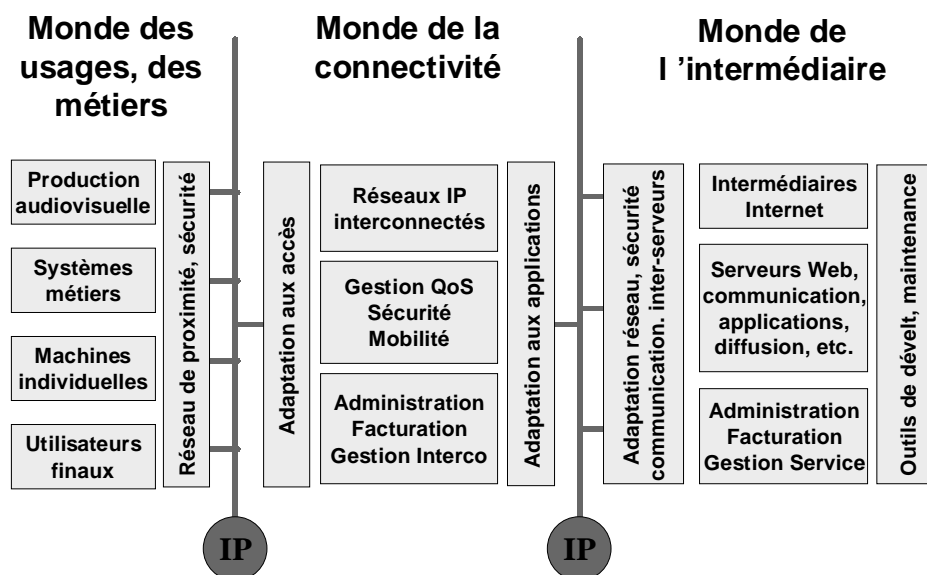 Monde des
usages, des
métiers
Monde de la
connectivité
Monde de
l ’intermédiaire
Production
audiovisuelle
Systèmes
métiers
Machines
individuelles
Utilisateurs
finaux
Réseau de proximité, sécurité
Adaptation aux accès
Réseaux IP
interconnectés
Gestion QoS
Sécurité
Mobilité
Administration
Facturation
Gestion Interco
Adaptation aux applications
Adaptation réseau, sécurité
communication. inter-serveurs
Intermédiaires
Internet
Serveurs Web,
communication,
applications,
diffusion, etc.
Administration
Facturation
Gestion Service
Outils de dévelt, maintenance
IP
IP